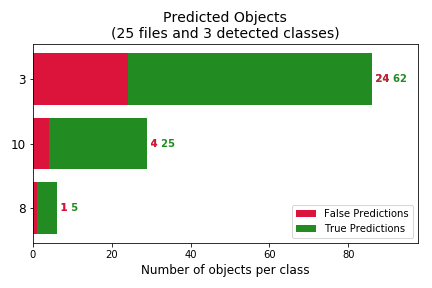 Predicted Objects
(25 files and 3 detected classes)
3
24 62
10
4 25
8
1 5
False Predictions
True Predictions
0 20 40 60 80
Number of objects per class